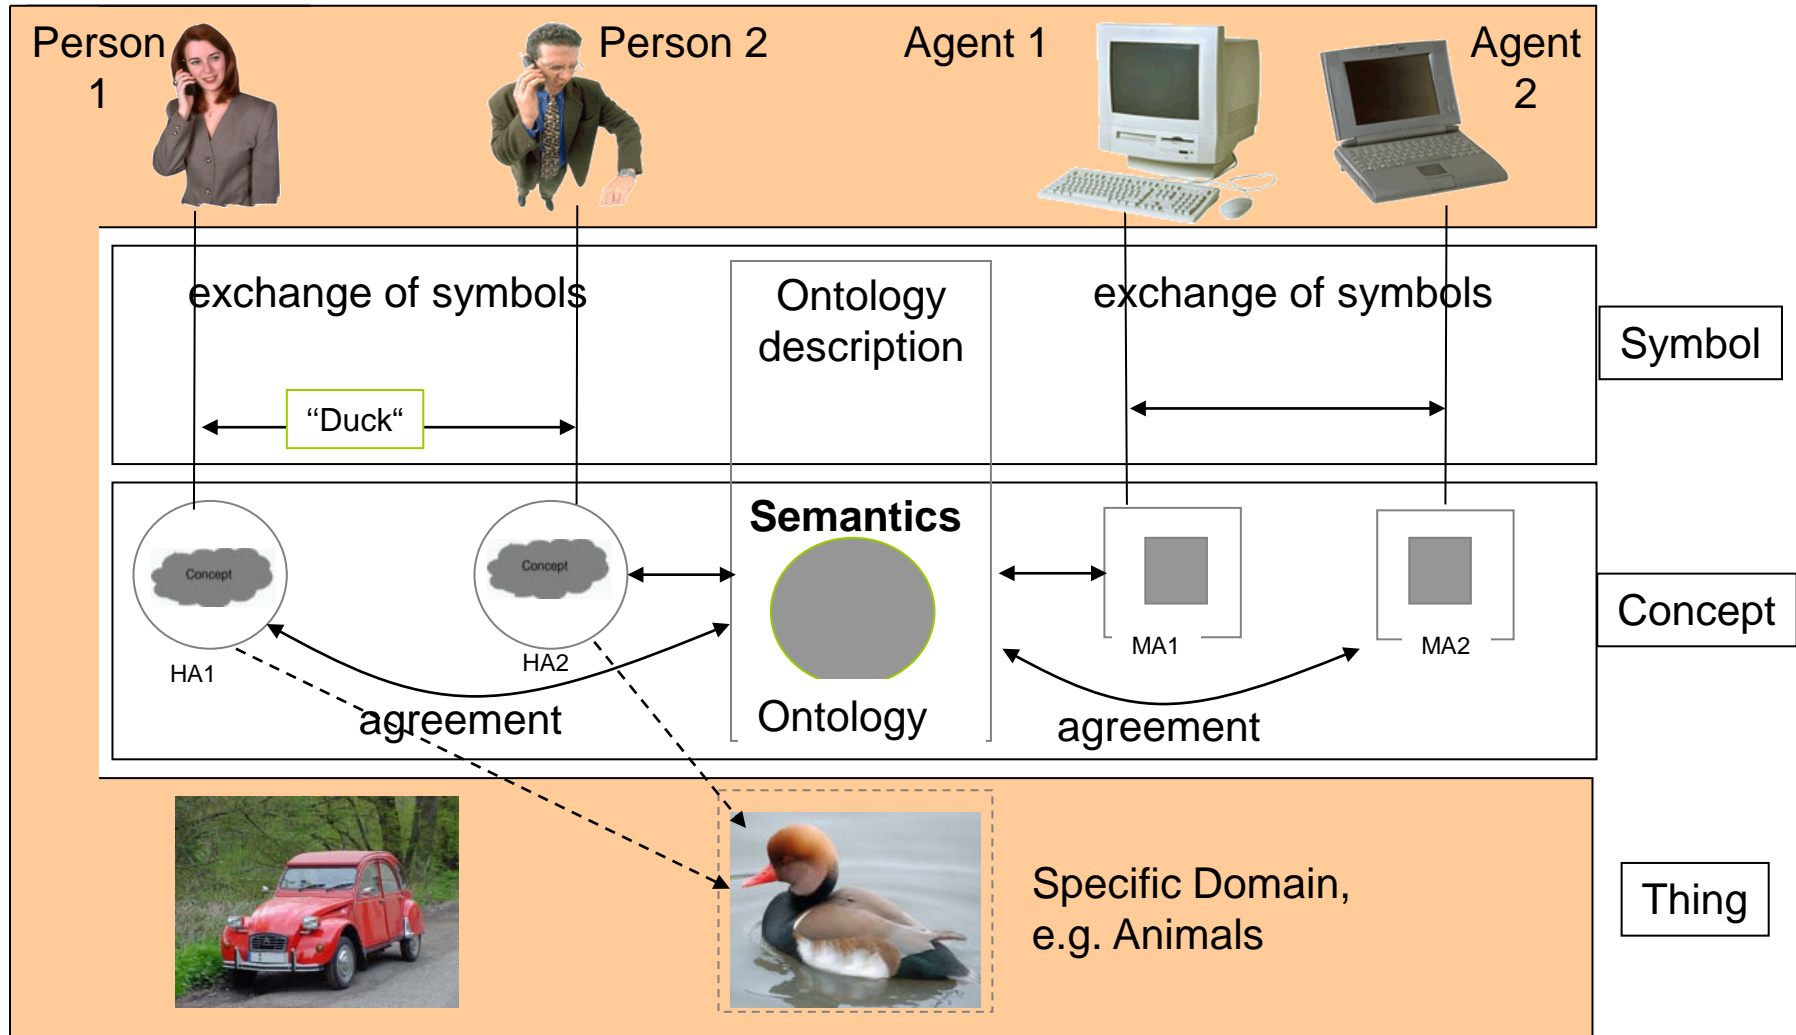 Person
1
Person 2
Agent 1
Agent
2
exchange of symbols
Ontology
description
exchange of symbols
Symbol
“Duck“
Semantics
Concept
Concept
Concept
HA1
HA2
MA1
MA2
agreement
Ontology
agreement
Specific Domain,
e.g. Animals
Thing